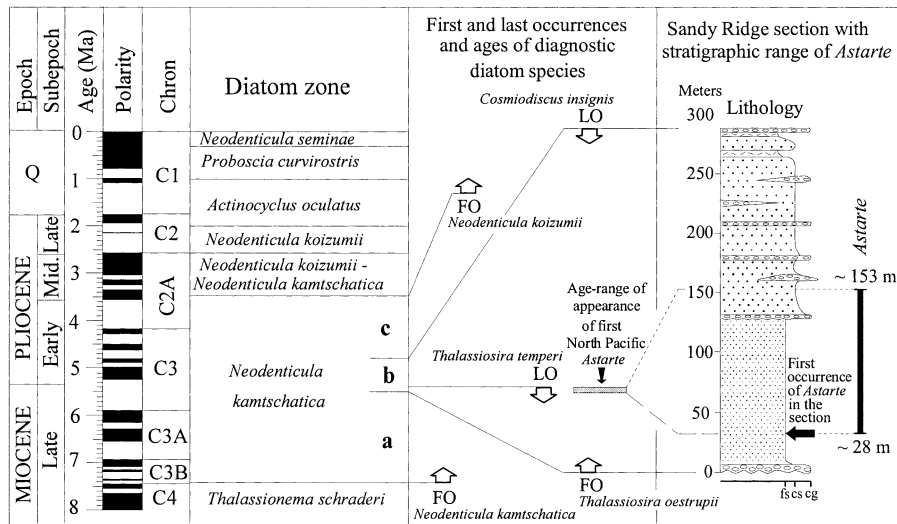 Epoch
Subepoch
Age (Ma)
Polarity
Chron
Diatom zone
First and last occurrences
and ages of diagnostic
diatom species
Sandy Ridge section with
stratigraphic range of Astarte
Q
PLIOCENE
MIOCENE
Late
Mid.
Early
Late
0
1
2
3
4
5
6
7
8
C1
C2
C2A
C3
C3A
C3B
C4
Neodenticula seminae
Proboscia curvirostris
Actinocyclus oculatus
Neodenticula koizumii
Neodenticula koizumii -
Neodenticula kamtschatica
Neodenticula
kamtschatica
Thalassionema schraderi
c
b
a
Cosmiodiscus insignis
LO
FO
Neodenticula koizumii
Age-range of
appearance
of first
North Pacific
Astarte
Thalassiosira temperi
LO
FO
Neodenticula kamtschatica
FO
Thalassiosira oestrupii
Meters
300
250
200
150
100
50
0
Lithology
Astarte
~ 153 m
First
occurrence
of Astarte
in the
section
~ 28 m
fs cs cg